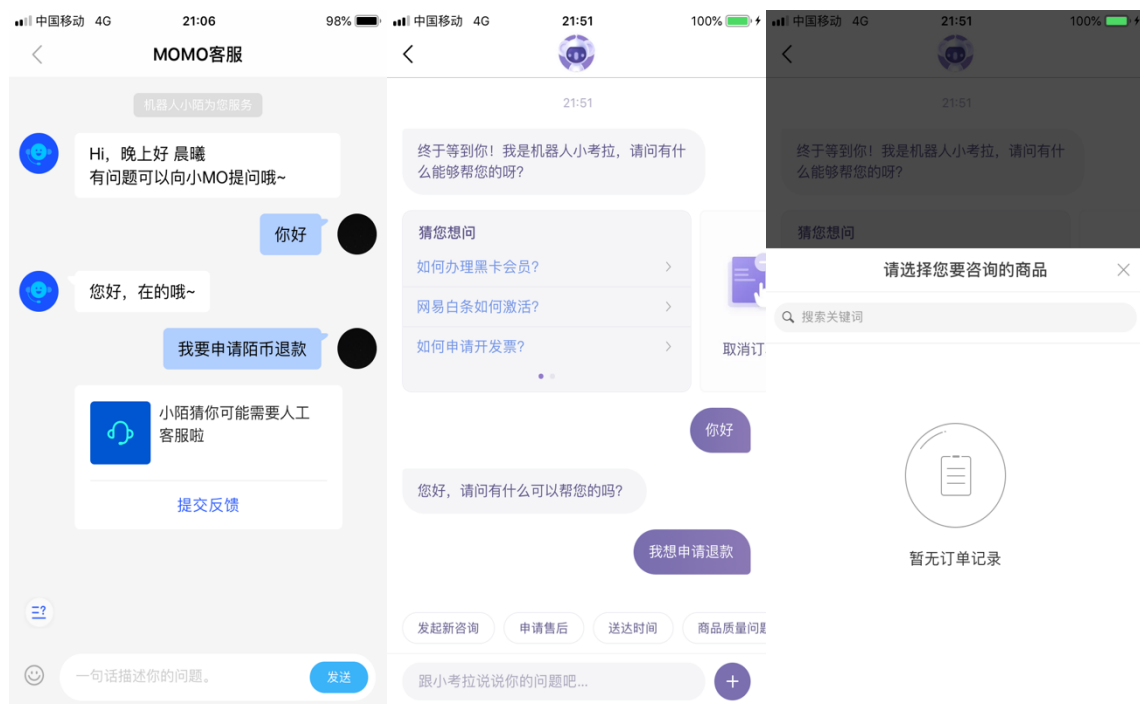 中国移动 4G
21:06
98%
MOMO客服
机器人小陌为您服务
Hi，晚上好 晨曦
有问题可以向小MO提问哦~
你好
您好，在的哦~
我要申请陌币退款
小陌猜你可能需要人工
客服啦
提交反馈
一句话描述你的问题。
发送
中国移动 4G
21:51
100%
21:51
终于等到你！我是机器人小考拉，请问有什
么能够帮您的呀?
猜您想问
如何办理黑卡会员?
网易白条如何激活?
如何申请开发票?
取消订
你好
您好，请问有什么可以帮您的吗?
我想申请退款
发起新咨询
申请售后
送达时间
商品质量问题
跟小考拉说说你的问题吧...
中国移动 4G
21:51
100%
21:51
终于等到你！我是机器人小考拉，请问有什
么能够帮您的呀?
猜您想问
请选择您要咨询的商品
搜索关键词
暂无订单记录